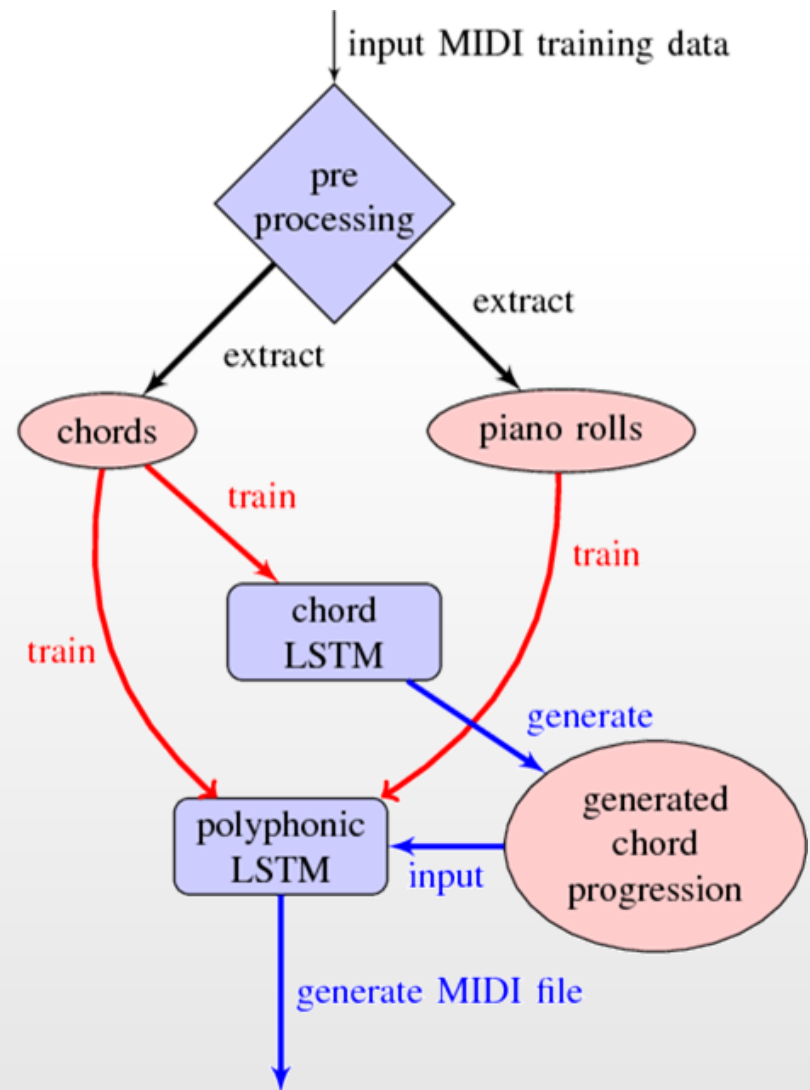 input MIDI training data
pre
processing
extract
extract
chords
piano rolls
train
train
chord
LSTM
train
generate
generated
chord
progression
polyphonic
LSTM
input
generate MIDI file